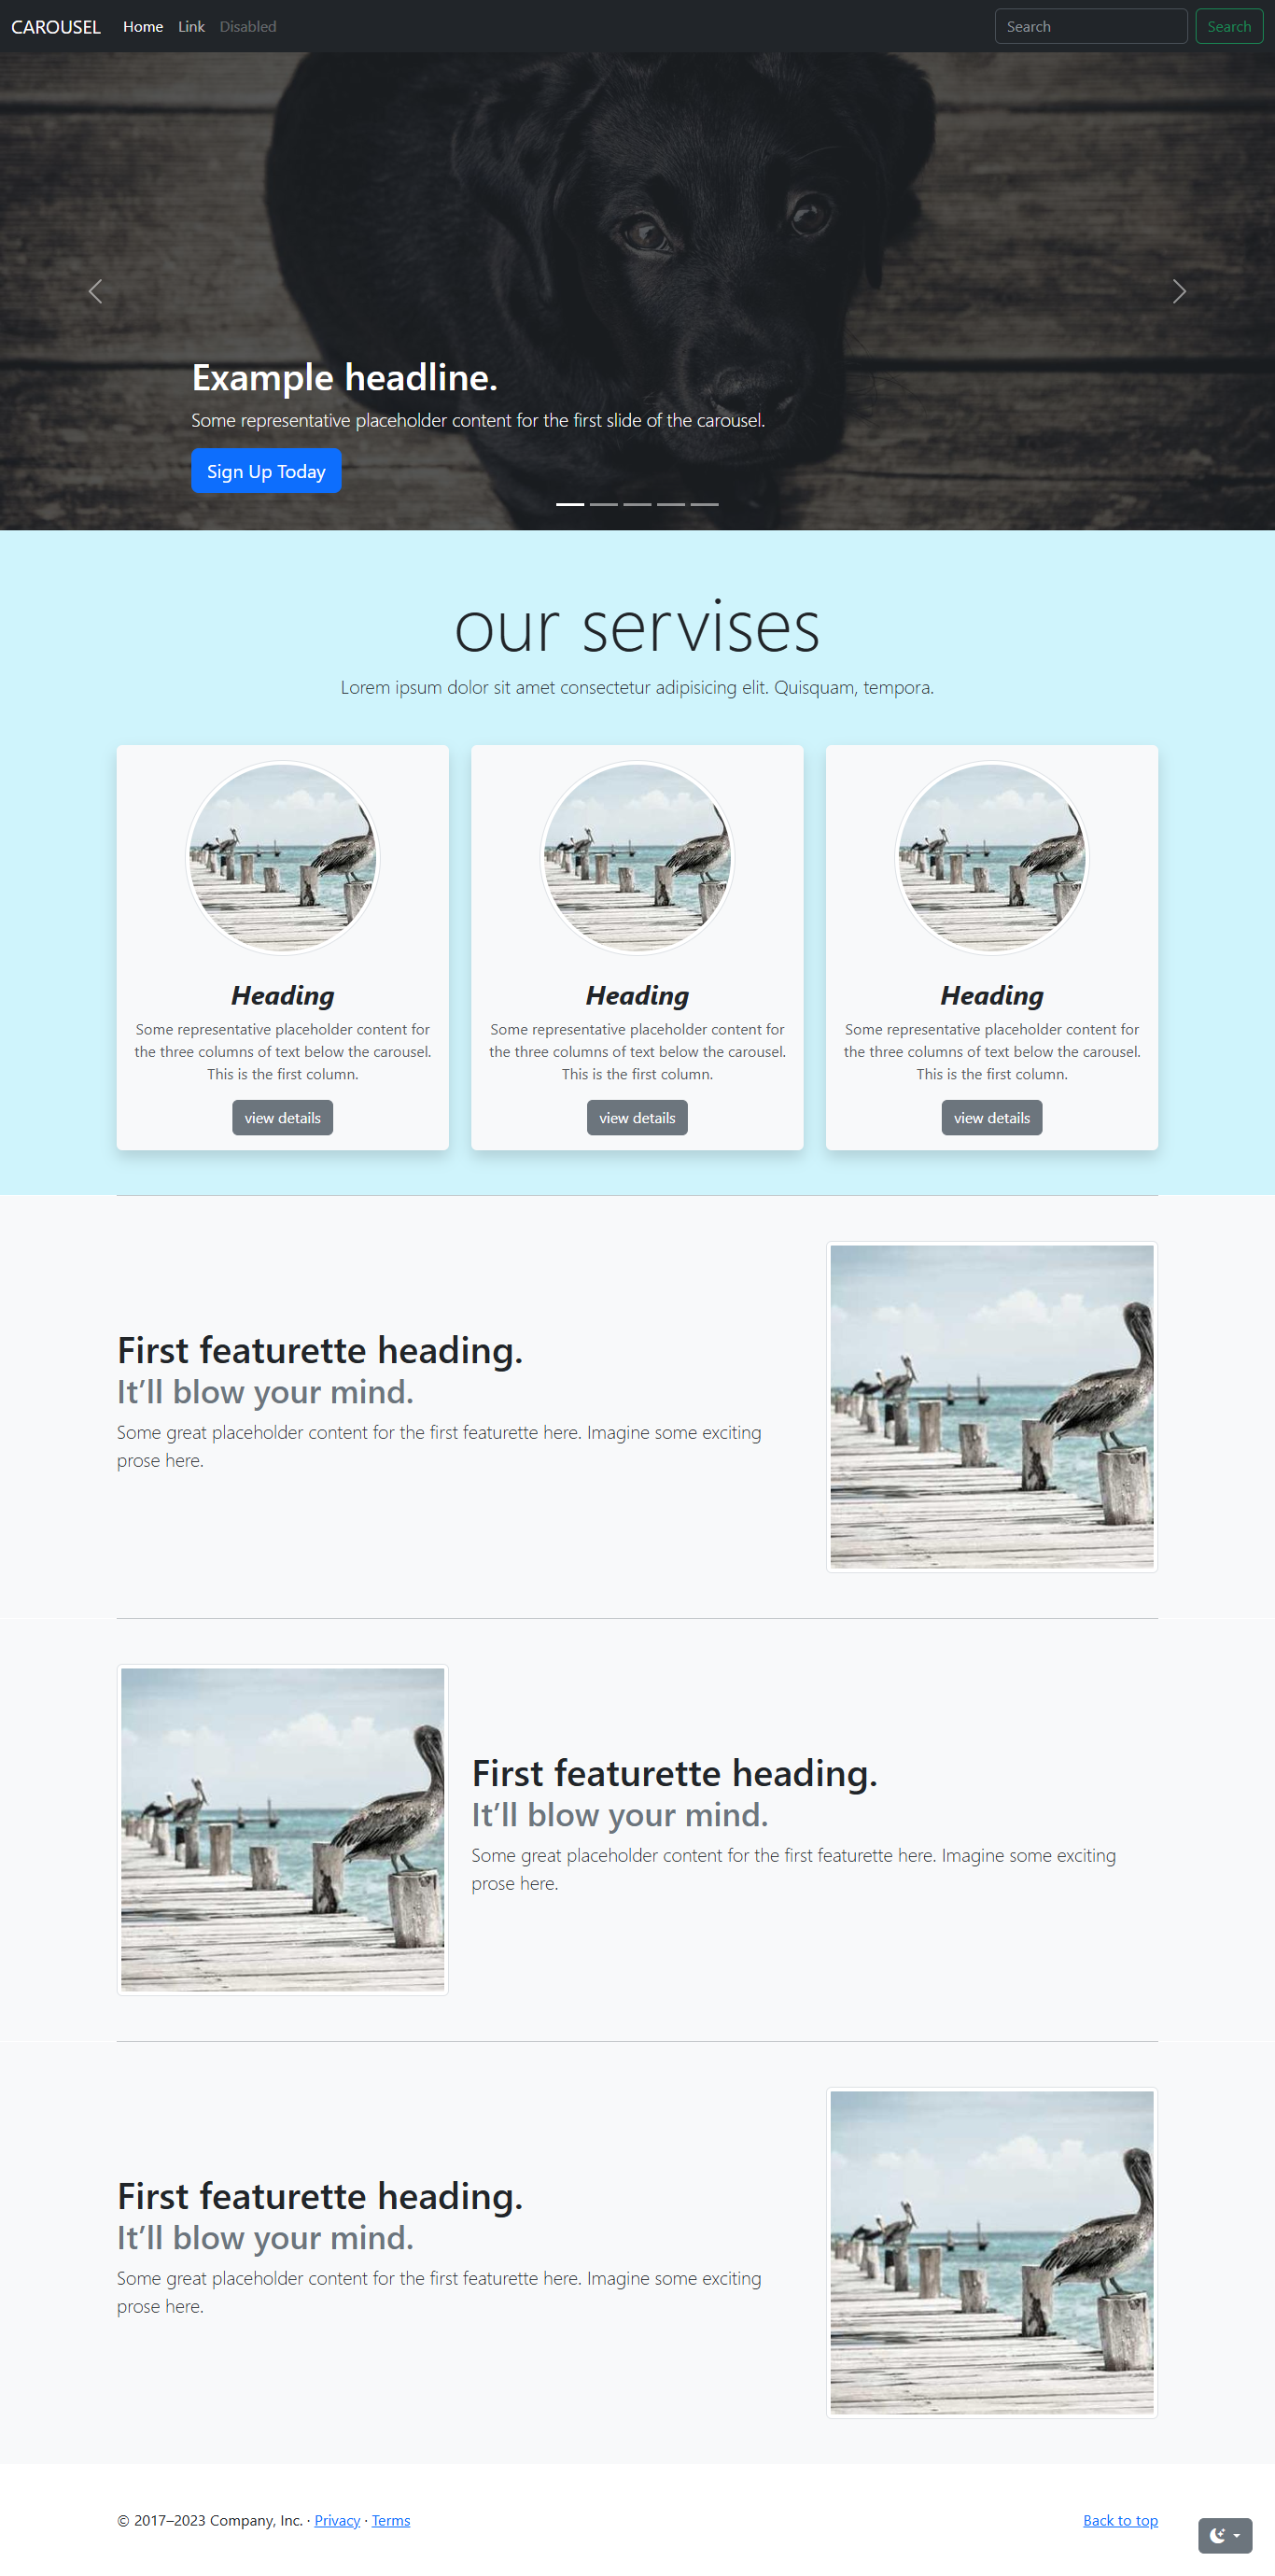 CAROUSEL Home Link Disabled Search Search
Example headline.
Some representative placeholder content for the first slide of the carousel.
Sign Up Today
our servises
Lorem ipsum dolor sit amet consectetur adipisicing elit. Quisquam, tempora.
Heading
Some representative placeholder content for
the three columns of text below the carousel.
This is the first column.
view details
Heading
Some representative placeholder content for
the three columns of text below the carousel.
This is the first column.
view details
Heading
Some representative placeholder content for
the three columns of text below the carousel.
This is the first column.
view details
First featurette heading.
It’ll blow your mind.
Some great placeholder content for the first featurette here. Imagine some exciting
prose here.
First featurette heading.
It’ll blow your mind.
Some great placeholder content for the first featurette here. Imagine some exciting
prose here.
First featurette heading.
It’ll blow your mind.
Some great placeholder content for the first featurette here. Imagine some exciting
prose here.
© 2017–2023 Company, Inc. · Privacy · Terms Back to top